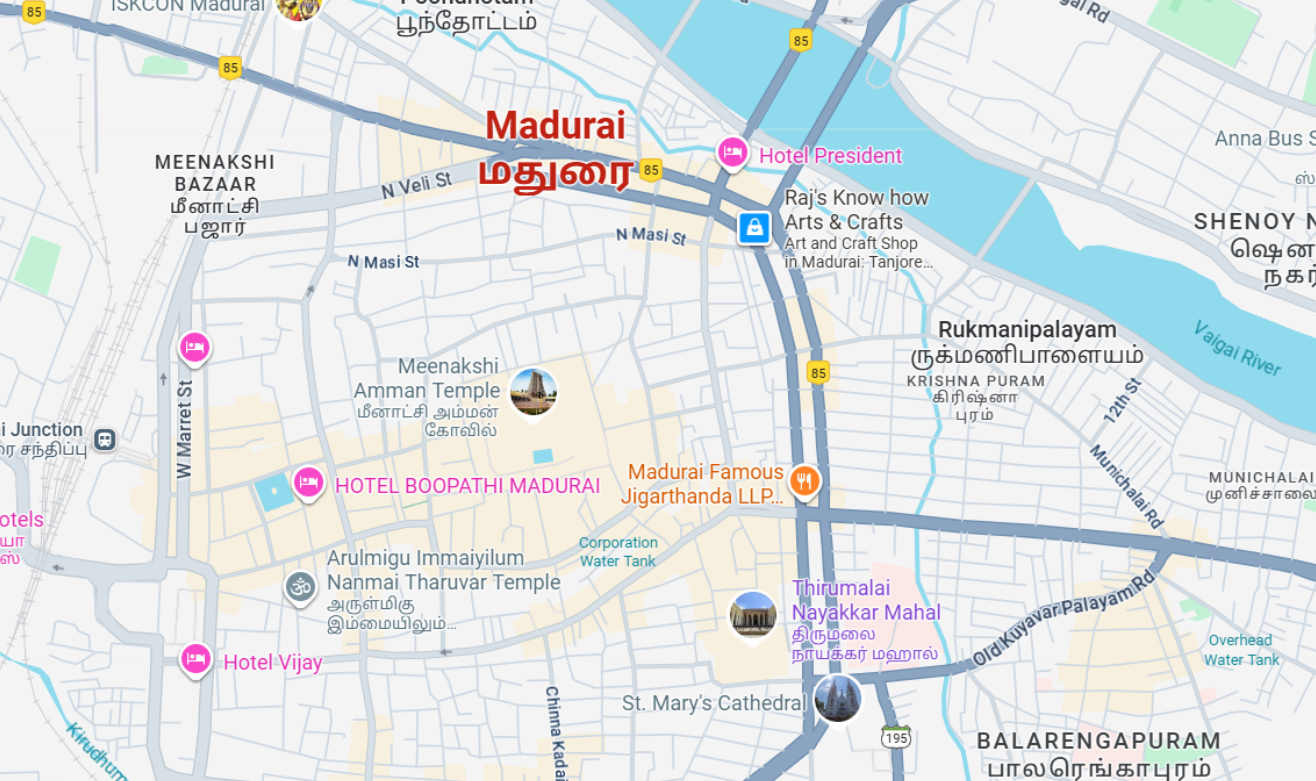 85
ISKCON Madurai
பூந்தோட்டம்
85
85
Madurai
மதுரை
85
Hotel President
MEENAKSHI
BAZAAR
மீனாட்சி
பஜார்
N Veli St
N Masi St
N Masi St
Raj's Know how
Arts & Crafts
Art and Craft Shop
in Madurai: Tanjore...
Anna Bus
SHENOY
Vaigai River
Rukmanipalayam
ருக்மணிபாளையம்
KRISHNA PURAM
கிரிஷ்னா
புரம்
12th St
Munichalai Rd
MUNICHALAI
முனிச்சாலை
85
Meenakshi
Amman Temple
மீனாட்சி அம்மன்
கோவில்
W Marret St
Junction
சந்திப்பு
HOTEL BOOPATHI MADURAI
Madurai Famous
Jigarthanda LLP...
Corporation
Water Tank
Arulmigu Immaiyilum
Nanmai Tharuvar Temple
அருள்மிகு
இம்மையிலும்...
Hotel Vijay
Thirumalai
Nayakkar Mahal
திருமலை
நாயக்கர் மஹால்
Old Kuyavar Palayam Rd
Overhead
Water Tank
St. Mary's Cathedral
195
BALARENGAPURAM
பாலரெங்காபுரம்
Chinna Kadai
Kirudhum